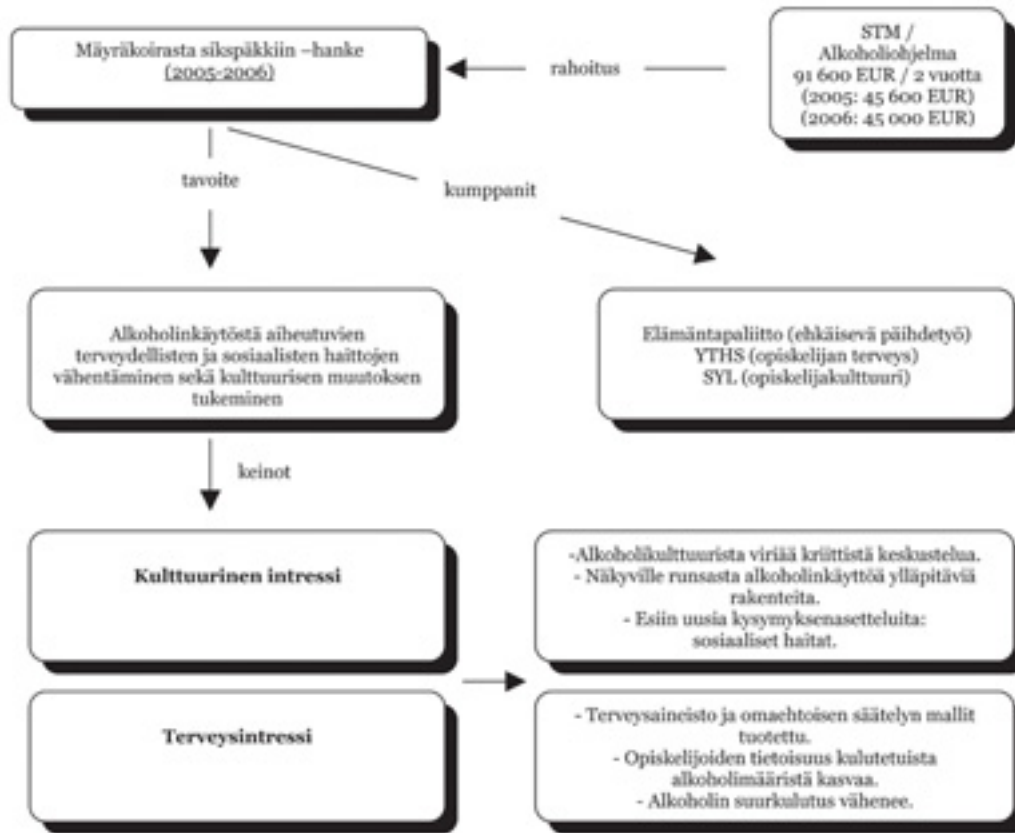 Mäyräkoirasta sikspäkkiin –hanke
(2005-2006)
rahoitus
STM /
Alkoholiohjelma
91 600 EUR / 2 vuotta
(2005: 45 600 EUR)
(2006: 45 000 EUR)
tavoite
kumppanit
Alkoholinkäytöstä aiheutuvien
terveydellisten ja sosiaalisten haittojen
vähentäminen sekä kulttuurisen muutoksen
tukeminen
Elämäntapaliitto (ehkäisevä päihdetyö)
YTHS (opiskelijan terveys)
SYL (opiskelijakulttuuri)
keinot
Kulttuurinen intressi
-Alkoholikulttuurista viriää kriittistä keskustelua.
- Näkyville runsasta alkoholinkäyttöä ylläpitäviä
rakenteita.
- Esiin uusia kysymyksenasetteluita:
sosiaaliset haitat.
Terveysintressi
- Terveysaineisto ja omaehtoisen säätelyn mallit
tuotettu.
- Opiskelijoiden tietoisuus kulutetuista
alkoholimääristä kasvaa.
- Alkoholin suurkulutus vähenee.